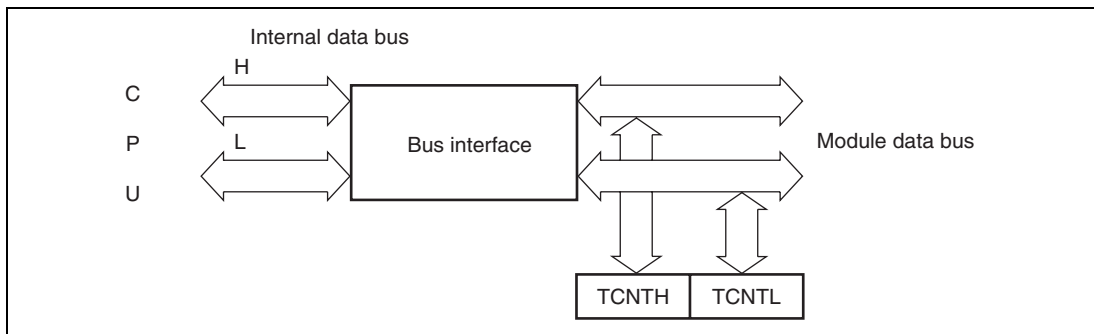 Internal data bus
H
C
P
L
U
Bus interface
Module data bus
TCNTH
TCNTL